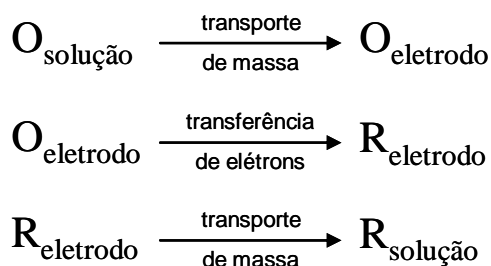 O solução transporte de massa O eletrodo
O eletrodo transferência de elétrons R eletrodo
R eletrodo transporte de massa R solução